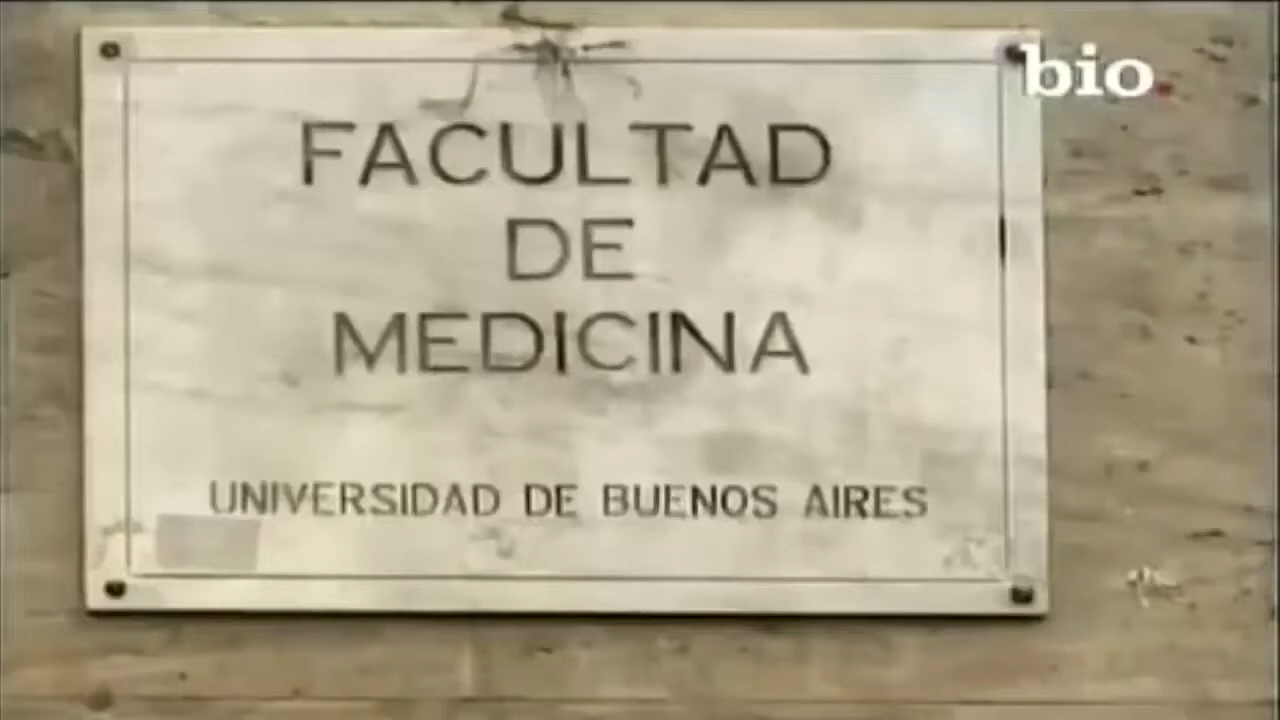 bio.
FACULTAD
DE
MEDICINA
UNIVERSIDAD DE BUENOS AIRES